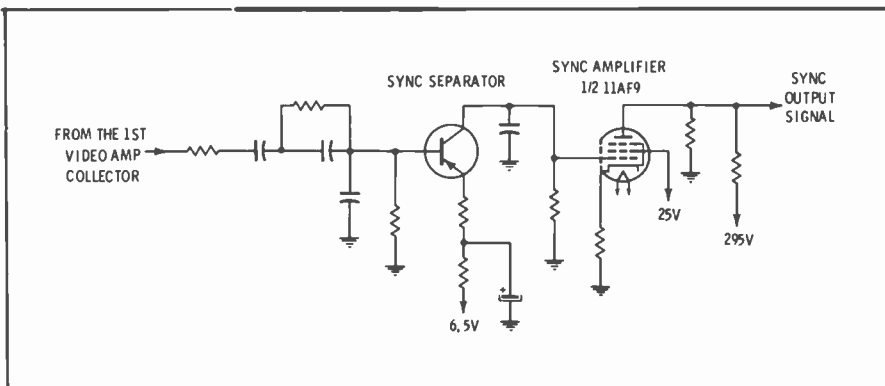 SYNC SEPARATOR
SYNC AMPLIFIER
1/2 11AF9
SYNC
OUTPUT
SIGNAL
FROM THE 1ST
VIDEO AMP
COLLECTOR
25V
295V
+
6.5V